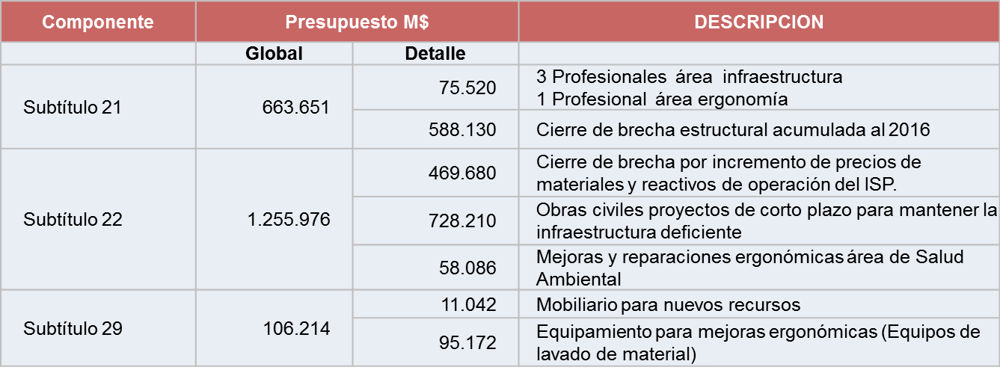 Componente Presupuesto M$ DESCRIPCION
Global Detalle
Subtítulo 21 663.651 75.520 3 Profesionales área infraestructura
1 Profesional área ergonomía
588.130 Cierre de brecha estructural acumulada al 2016
Subtítulo 22 1.255.976 469.680 Cierre de brecha por incremento de precios de
materiales y reactivos de operación del ISP.
728.210 Obras civiles proyectos de corto plazo para mantener la
infraestructura deficiente
58.086 Mejoras y reparaciones ergonómicas área de Salud
Ambiental
Subtítulo 29 106.214 11.042 Mobiliario para nuevos recursos
95.172 Equipamiento para mejoras ergonómicas (Equipos de
lavado de material)